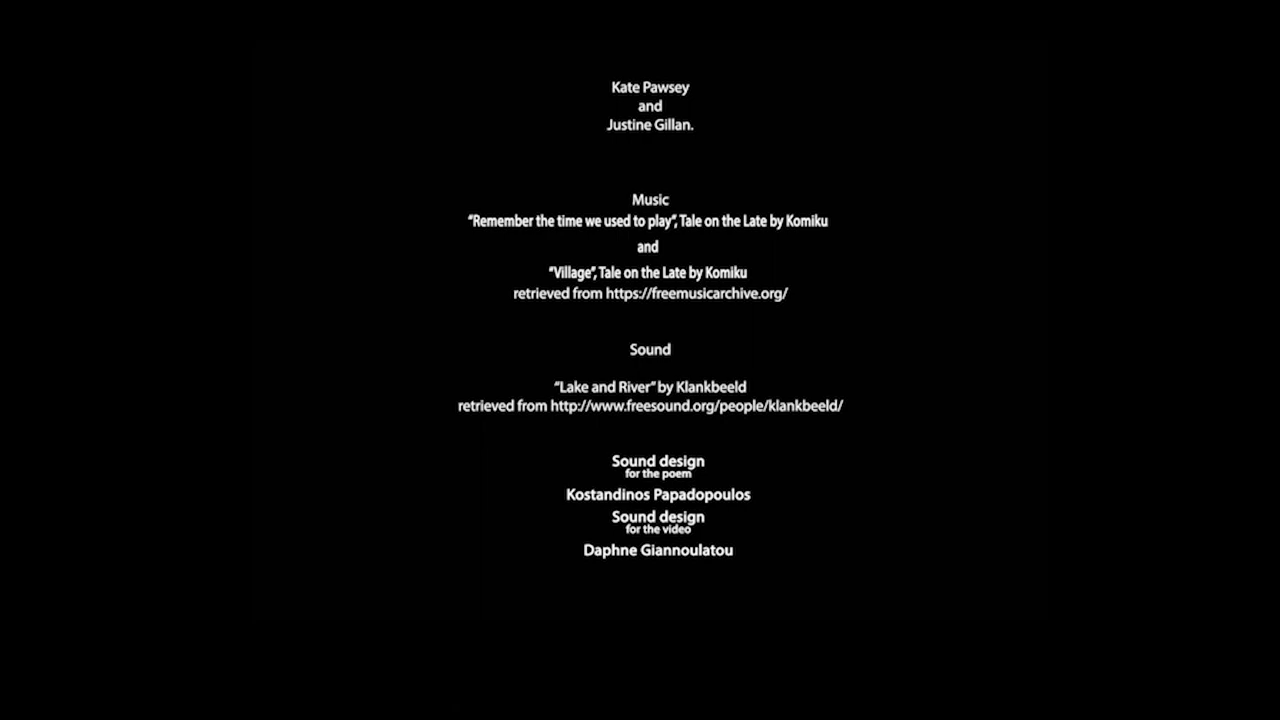 Kate Pawsey
and
Justine Gillan.
Music
“Remember the time we used to play”, Tale on the Late by Komiku
and
“Village”, Tale on the Late by Komiku
retrieved from https://freemusicarchive.org/
Sound
“Lake and River” by Klankbeeld
retrieved from http://www.freesound.org/people/klankbeeld/
Sound design
for the poem
Kostandinos Papadopoulos
Sound design
for the video
Daphne Giannoulatou